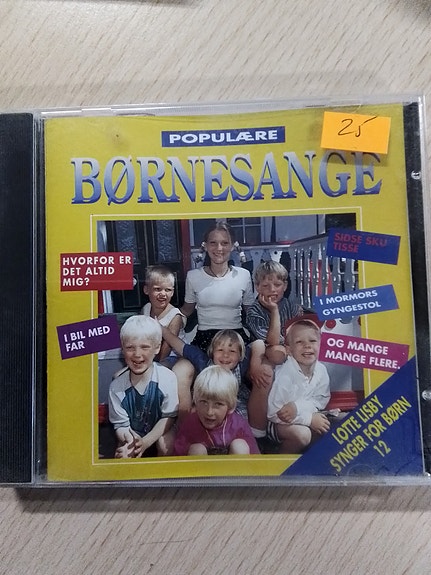 POPULÆRE
25
BØRNESANGE
HVORFOR ER
DET ALTID
MIG?
SIDSE SKU
TISSE
I MORMORS
GYNGESTOL
I BIL MED
FAR
OG MANGE
MANGE FLERE.
LOTTE LISBY
SYNGER FOR BØRN
12